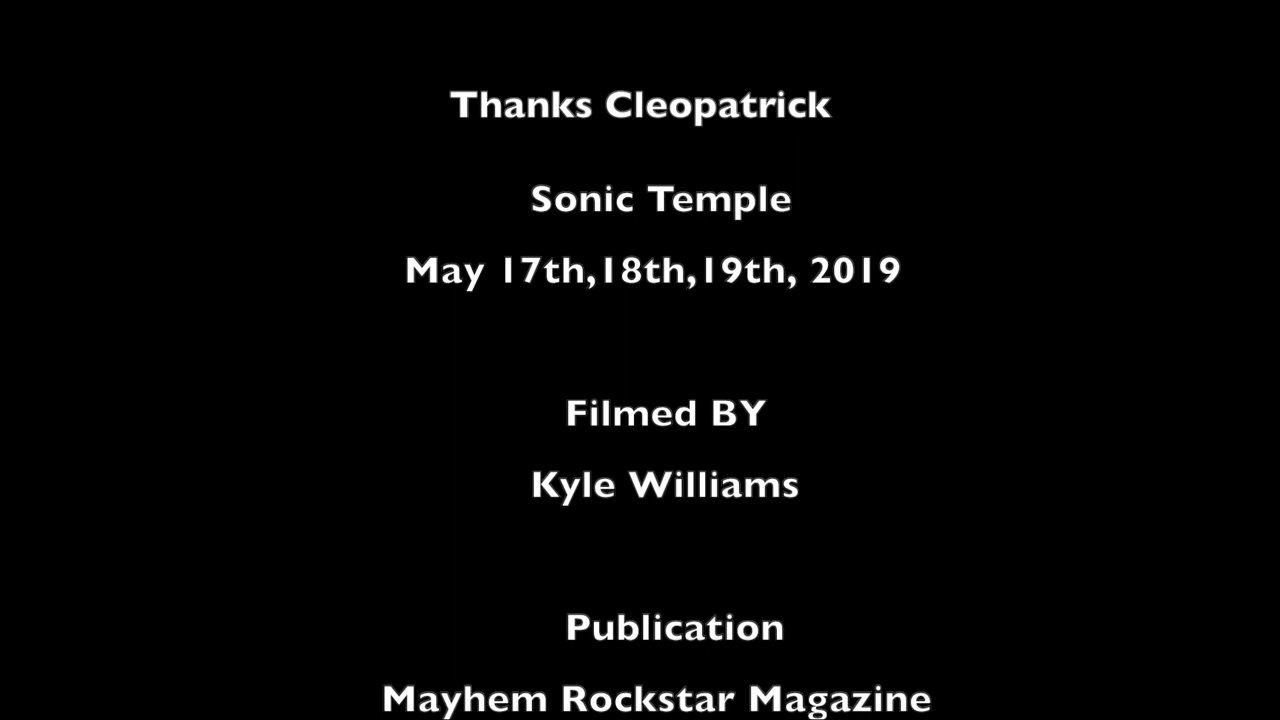 Thanks Cleopatrick
Sonic Temple
May 17th,18th,19th, 2019
Filmed BY
Kyle Williams
Publication
Mayhem Rockstar Magazine